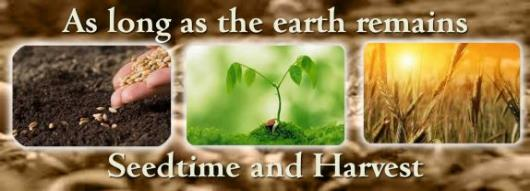 As long as the earth remains
Seedtime and Harvest